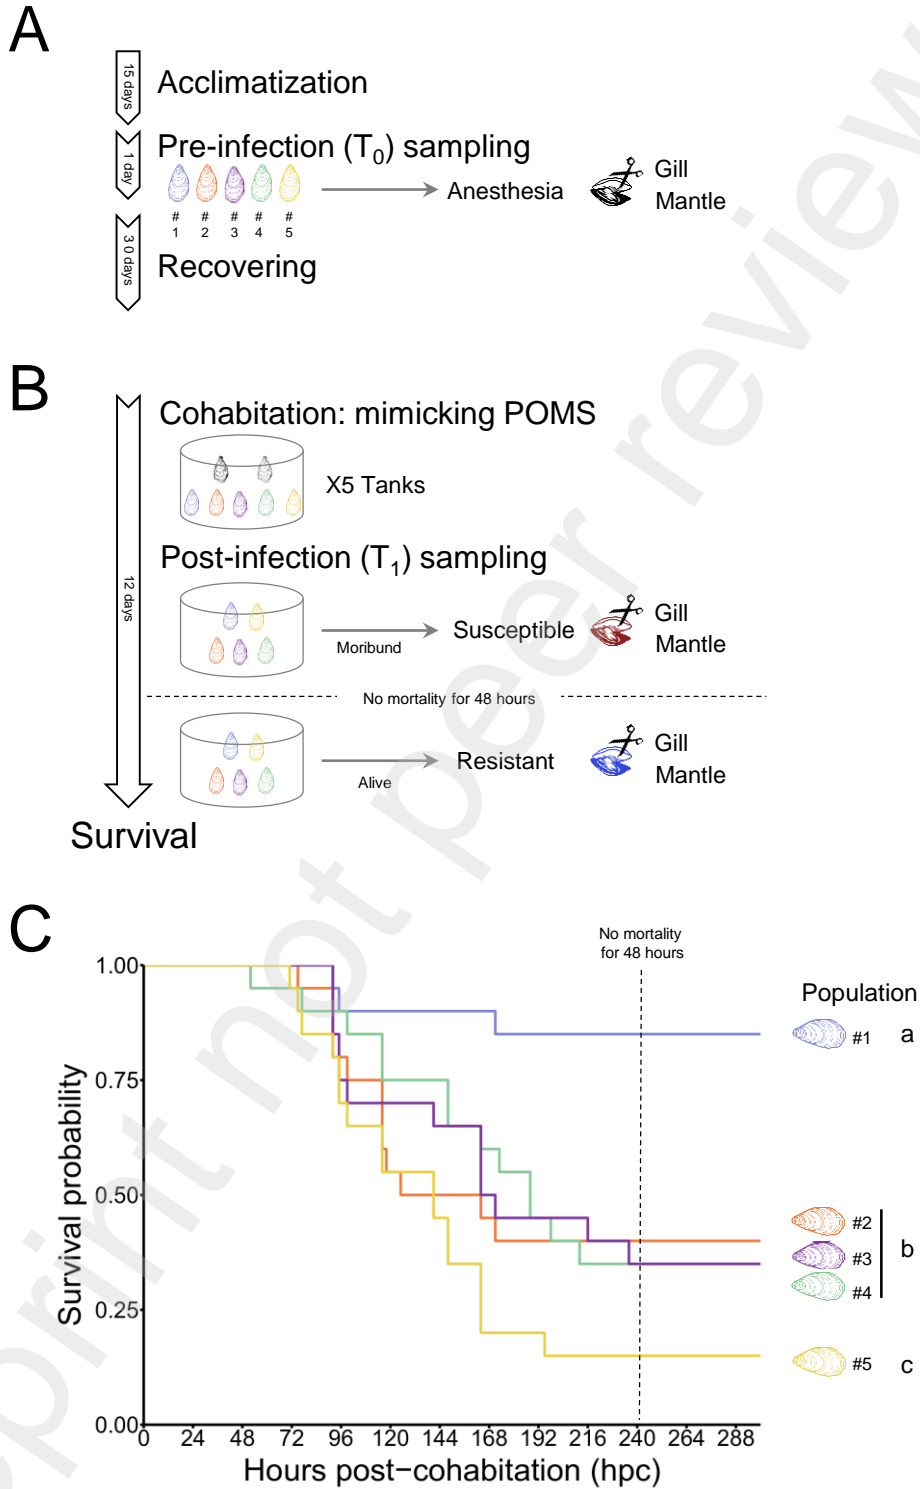 A
15 days
Acclimatization
1 day
Pre-infection (T0) sampling
# # # # #
1 2 3 4 5
Anesthesia
Gill
Mantle
3 0 days
Recovering
B
12 days
Cohabitation: mimicking POMS
X5 Tanks
Post-infection (T1) sampling
Moribund
Susceptible
Gill
Mantle
No mortality for 48 hours
Alive
Resistant
Gill
Mantle
Survival
C
No mortality
for 48 hours
Population
#1 a
#2
#3 b
#4
#5 c
Survival probability
1.00
0.75
0.50
0.25
0.00
0 24 48 72 96 120 144 168 192 216 240 264 288
Hours post−cohabitation (hpc)
print not peer review